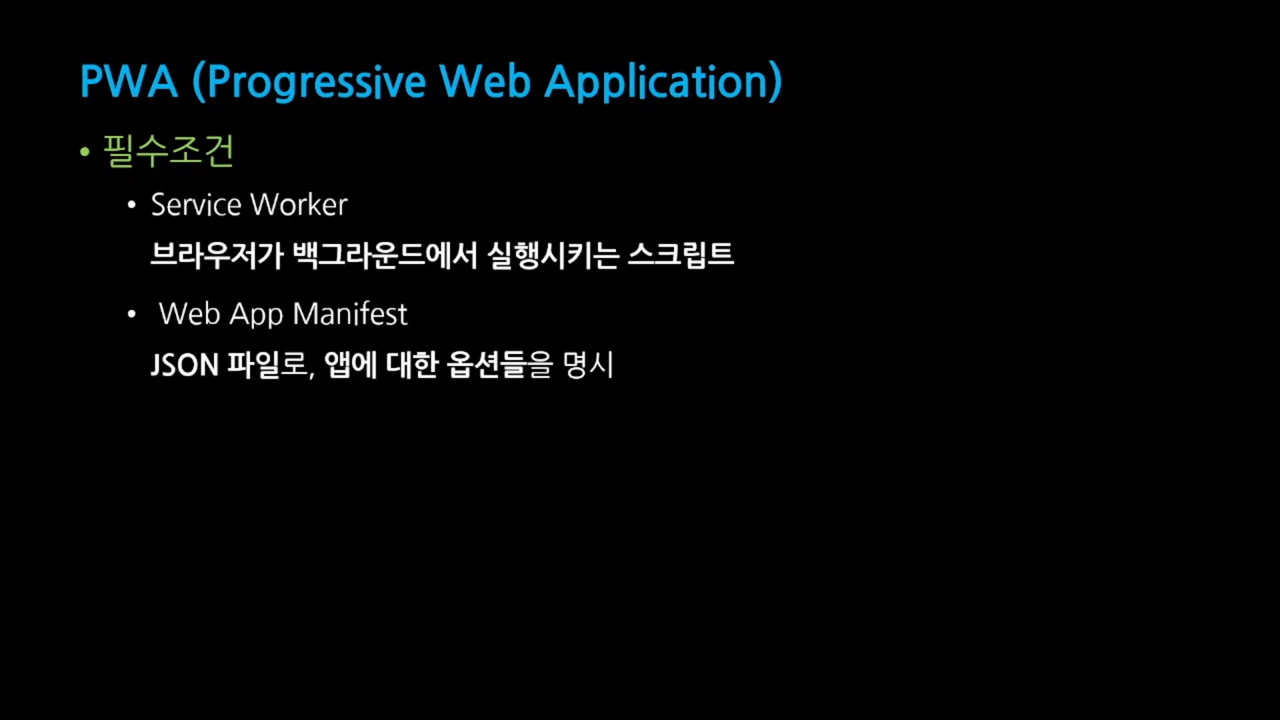 PWA (Progressive Web Application)
• 필수조건
• Service Worker
브라우저가 백그라운드에서 실행시키는 스크립트
• Web App Manifest
JSON 파일로, 앱에 대한 옵션들을 명시